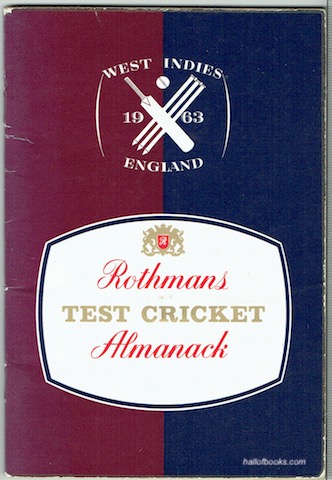 WEST INDIES
19 63
ENGLAND
R
Rothmans
TEST CRICKET
Almanack
hallofbooks.com